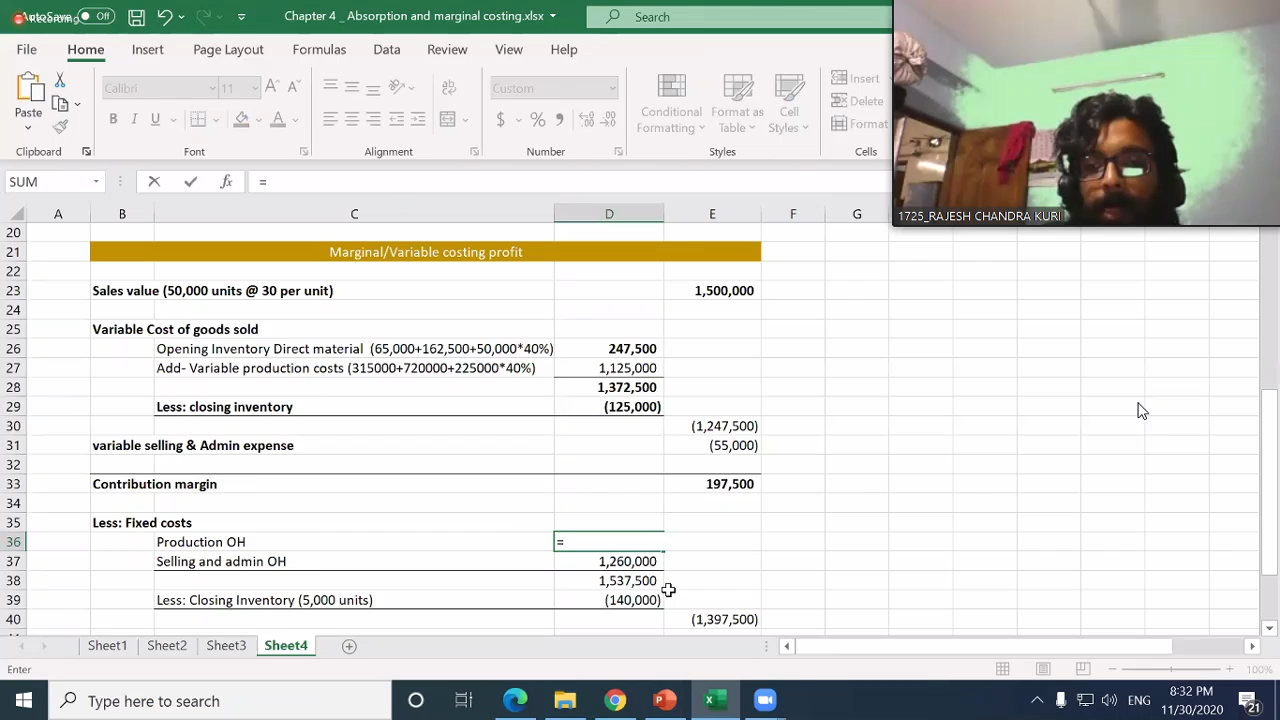 AutoSave Off Chapter 4 _ Absorption and marginal costing.xlsx Search
Recording
File Home Insert Page Layout Formulas Data Review View Help
Calibri 11 Custom Insert
Paste Conditional Format as Cell Delete
B I U A $ % , Formatting Table Styles Format
Clipboard Font Alignment Number Styles Cells
SUM fx =
1725_RAJESH CHANDRA KURI
A B C D E F G
20
21 Marginal/Variable costing profit
22
23 Sales value (50,000 units @ 30 per unit) 1,500,000
24
25 Variable Cost of goods sold
26 Opening Inventory Direct material (65,000+162,500+50,000*40%) 247,500
27 Add- Variable production costs (315000+720000+225000*40%) 1,125,000
28 1,372,500
29 Less: closing inventory (125,000)
30 (1,247,500)
31 variable selling & Admin expense (55,000)
32
33 Contribution margin 197,500
34
35 Less: Fixed costs
36 Production OH =
37 Selling and admin OH 1,260,000
38 1,537,500
39 Less: Closing Inventory (5,000 units) (140,000)
40 (1,397,500)
Sheet1 Sheet2 Sheet3 Sheet4
Enter 100%
Type here to search ENG 8:32 PM
11/30/2020 21